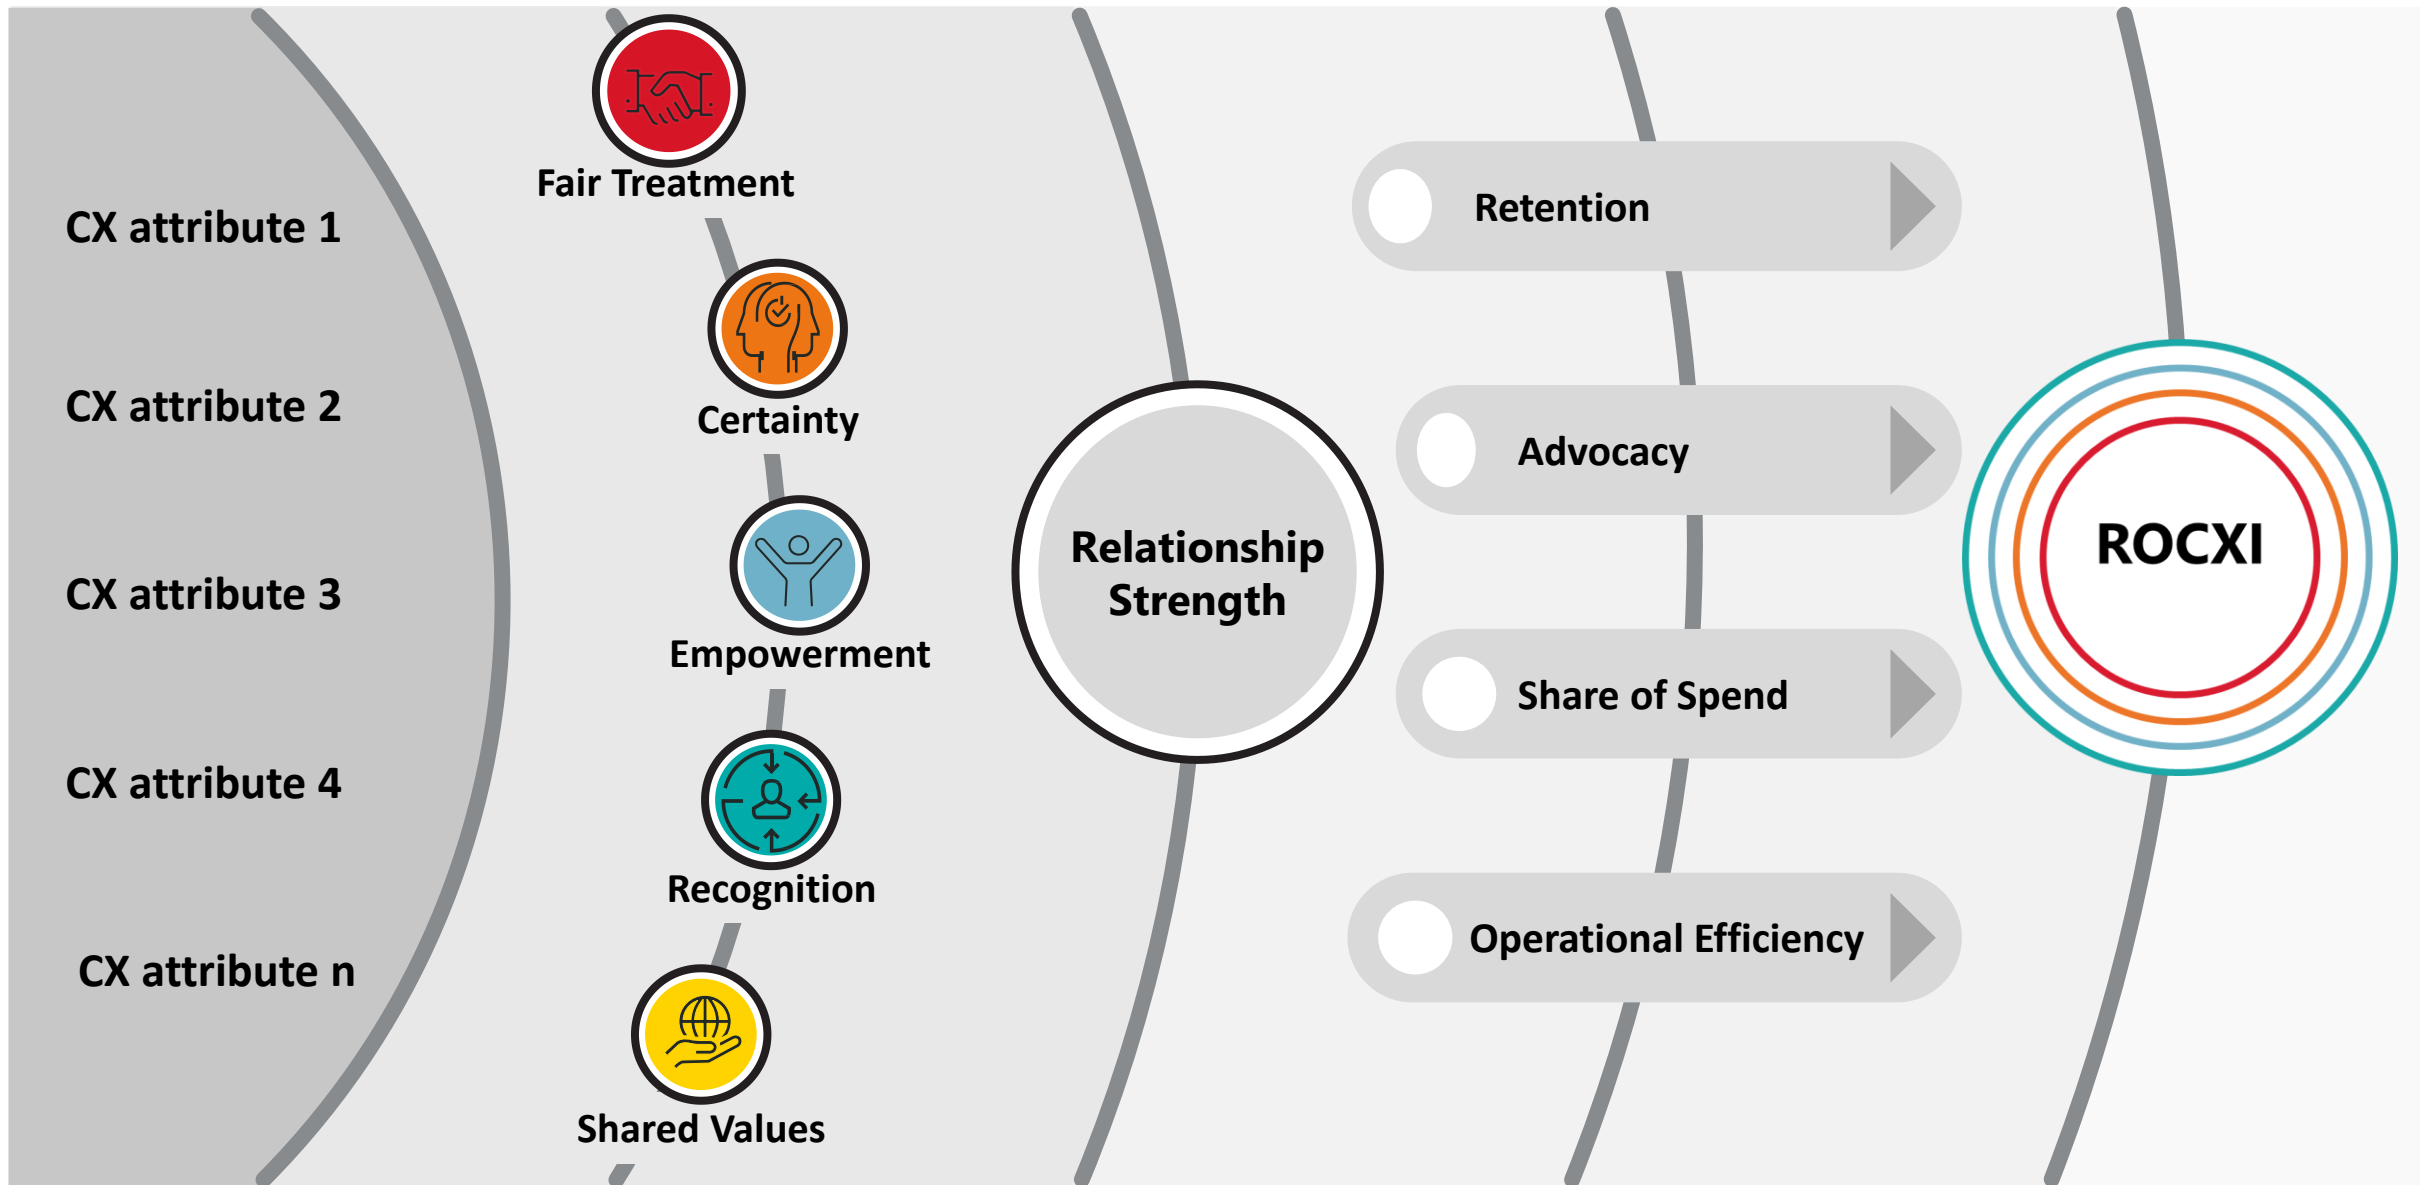 CX attribute 1
CX attribute 2
CX attribute 3
CX attribute 4
CX attribute n
Fair Treatment
Certainty
Empowerment
Recognition
Shared Values
Relationship
Strength
Retention
Advocacy
Share of Spend
Operational Efficiency
ROCXI